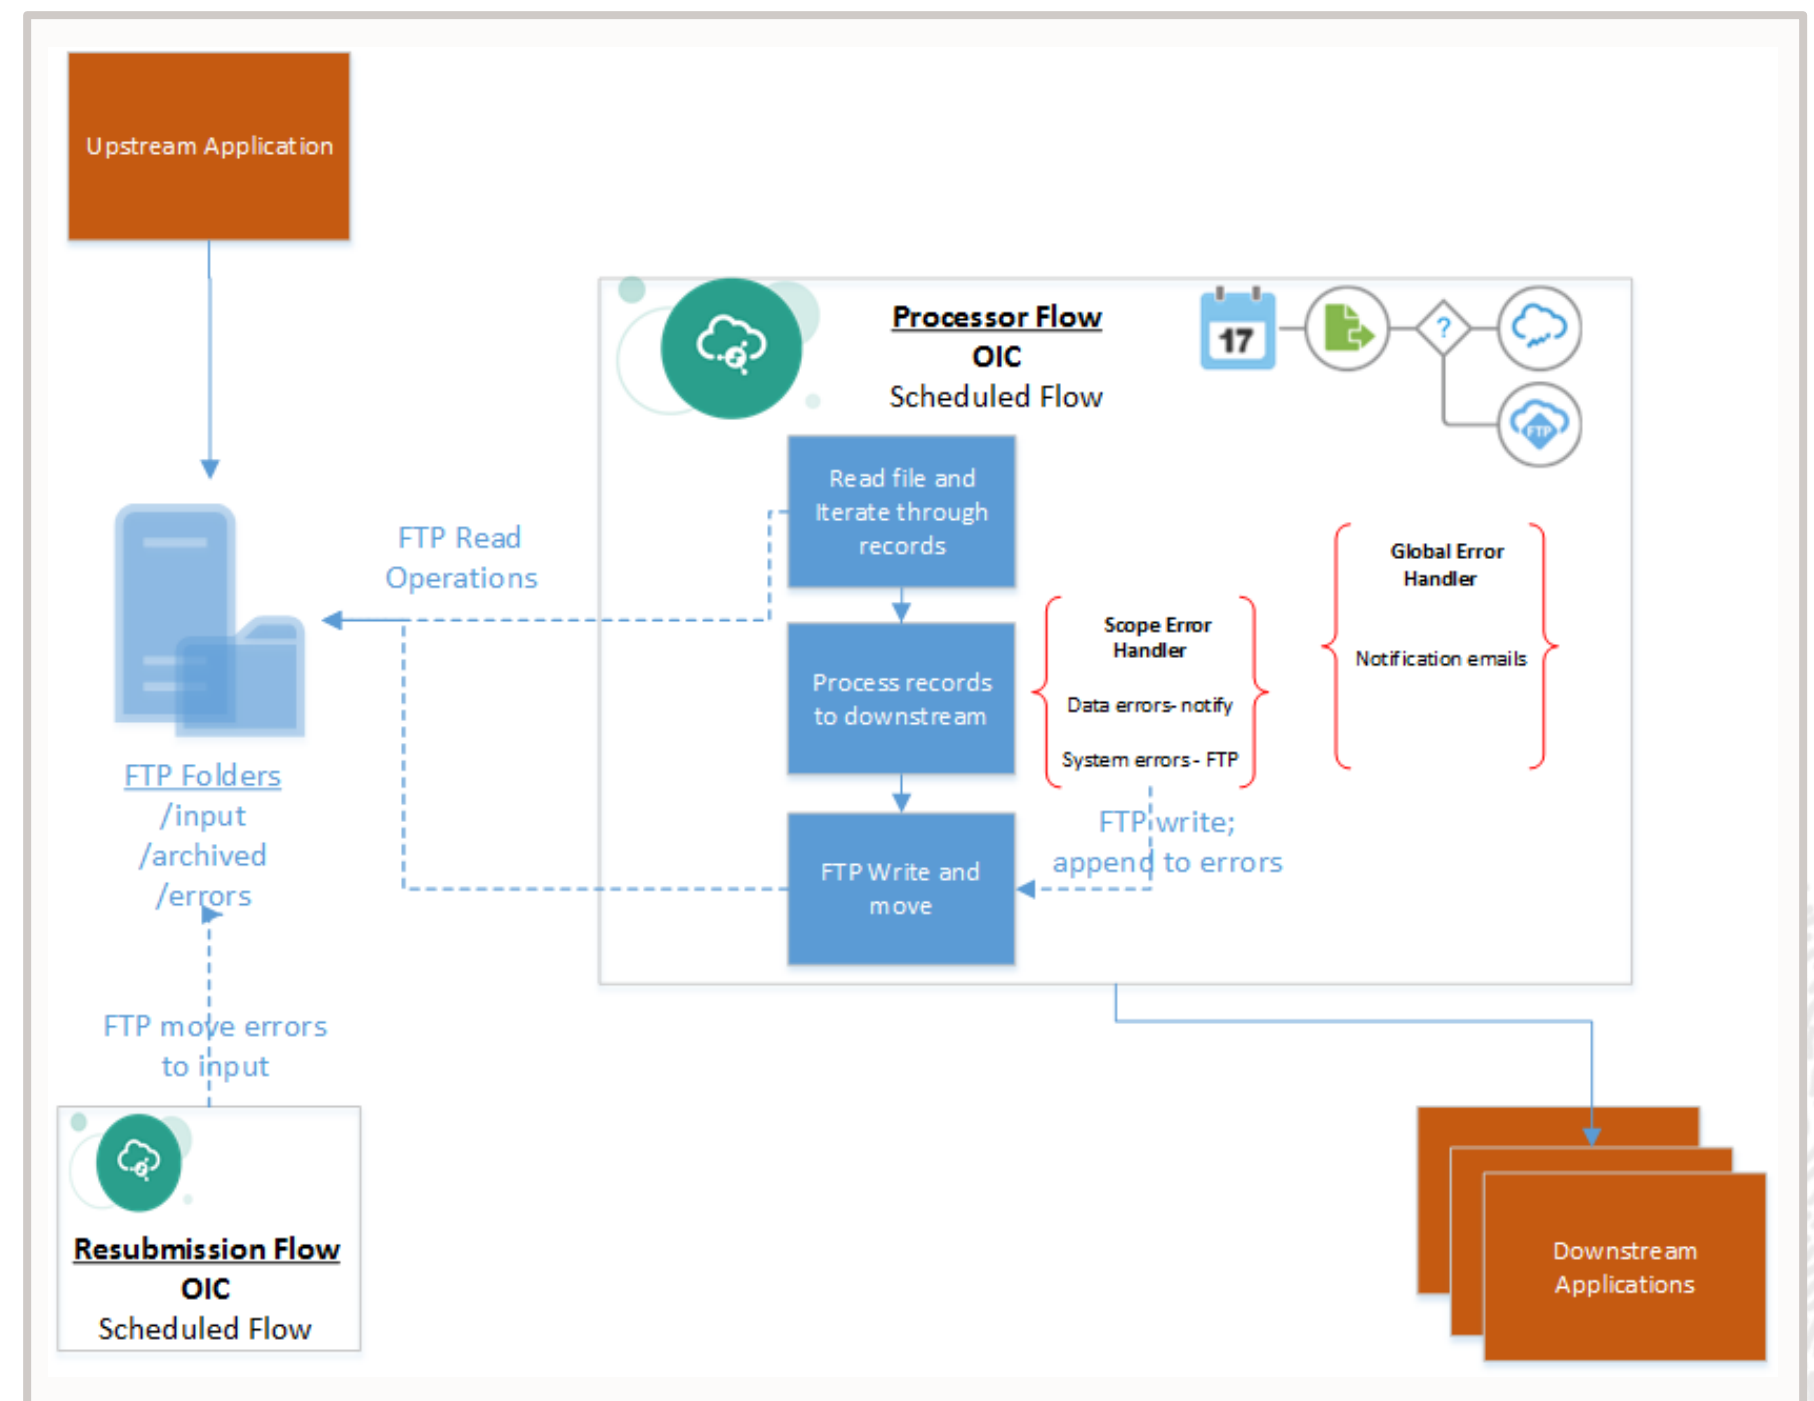 Upstream Application
Processor Flow
OIC
Scheduled Flow
17
?
FTP
Read file and
Iterate through
records
FTP Read
Operations
Global Error
Handler
Notification emails
Scope Error
Handler
Data errors- notify
System errors - FTP
Process records
to downstream
FTP Folders
/input
/archived
/errors
FTP write;
append to errors
FTP Write and
move
FTP move errors
to input
Resubmission Flow
OIC
Scheduled Flow
Downstream
Applications